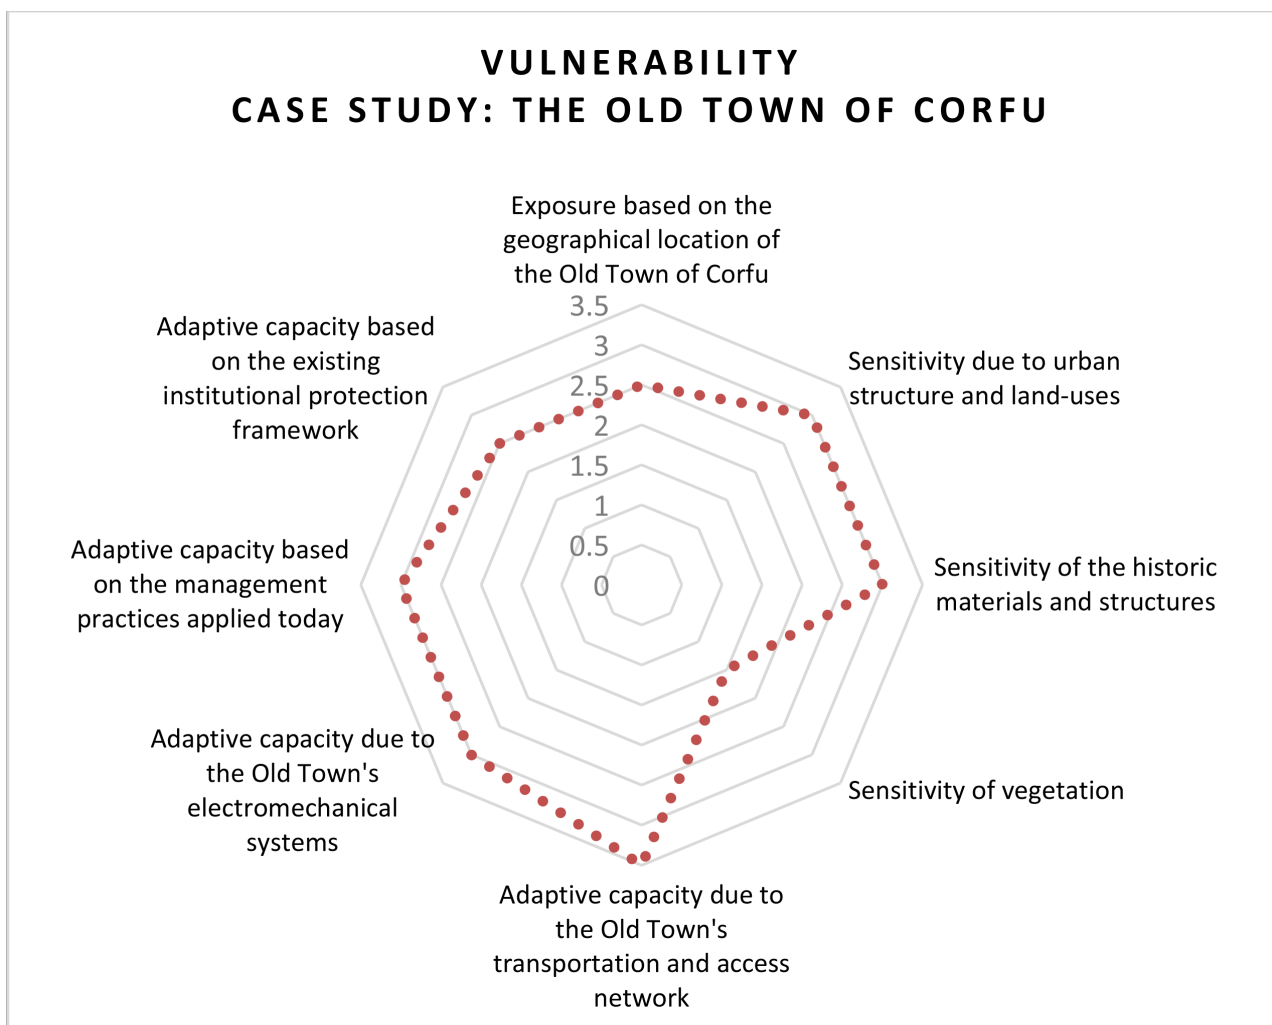 VULNERABILITY
CASE STUDY: THE OLD TOWN OF CORFU
Exposure based on the
geographical location of
the Old Town of Corfu
Sensitivity due to urban
structure and land-uses
Sensitivity of the historic
materials and structures
Sensitivity of vegetation
Adaptive capacity due to
the Old Town's
transportation and access
network
Adaptive capacity due to
the Old Town's
electromechanical
systems
Adaptive capacity based
on the management
practices applied today
Adaptive capacity based
on the existing
institutional protection
framework
3.5
3
2.5
2
1.5
1
0.5
0